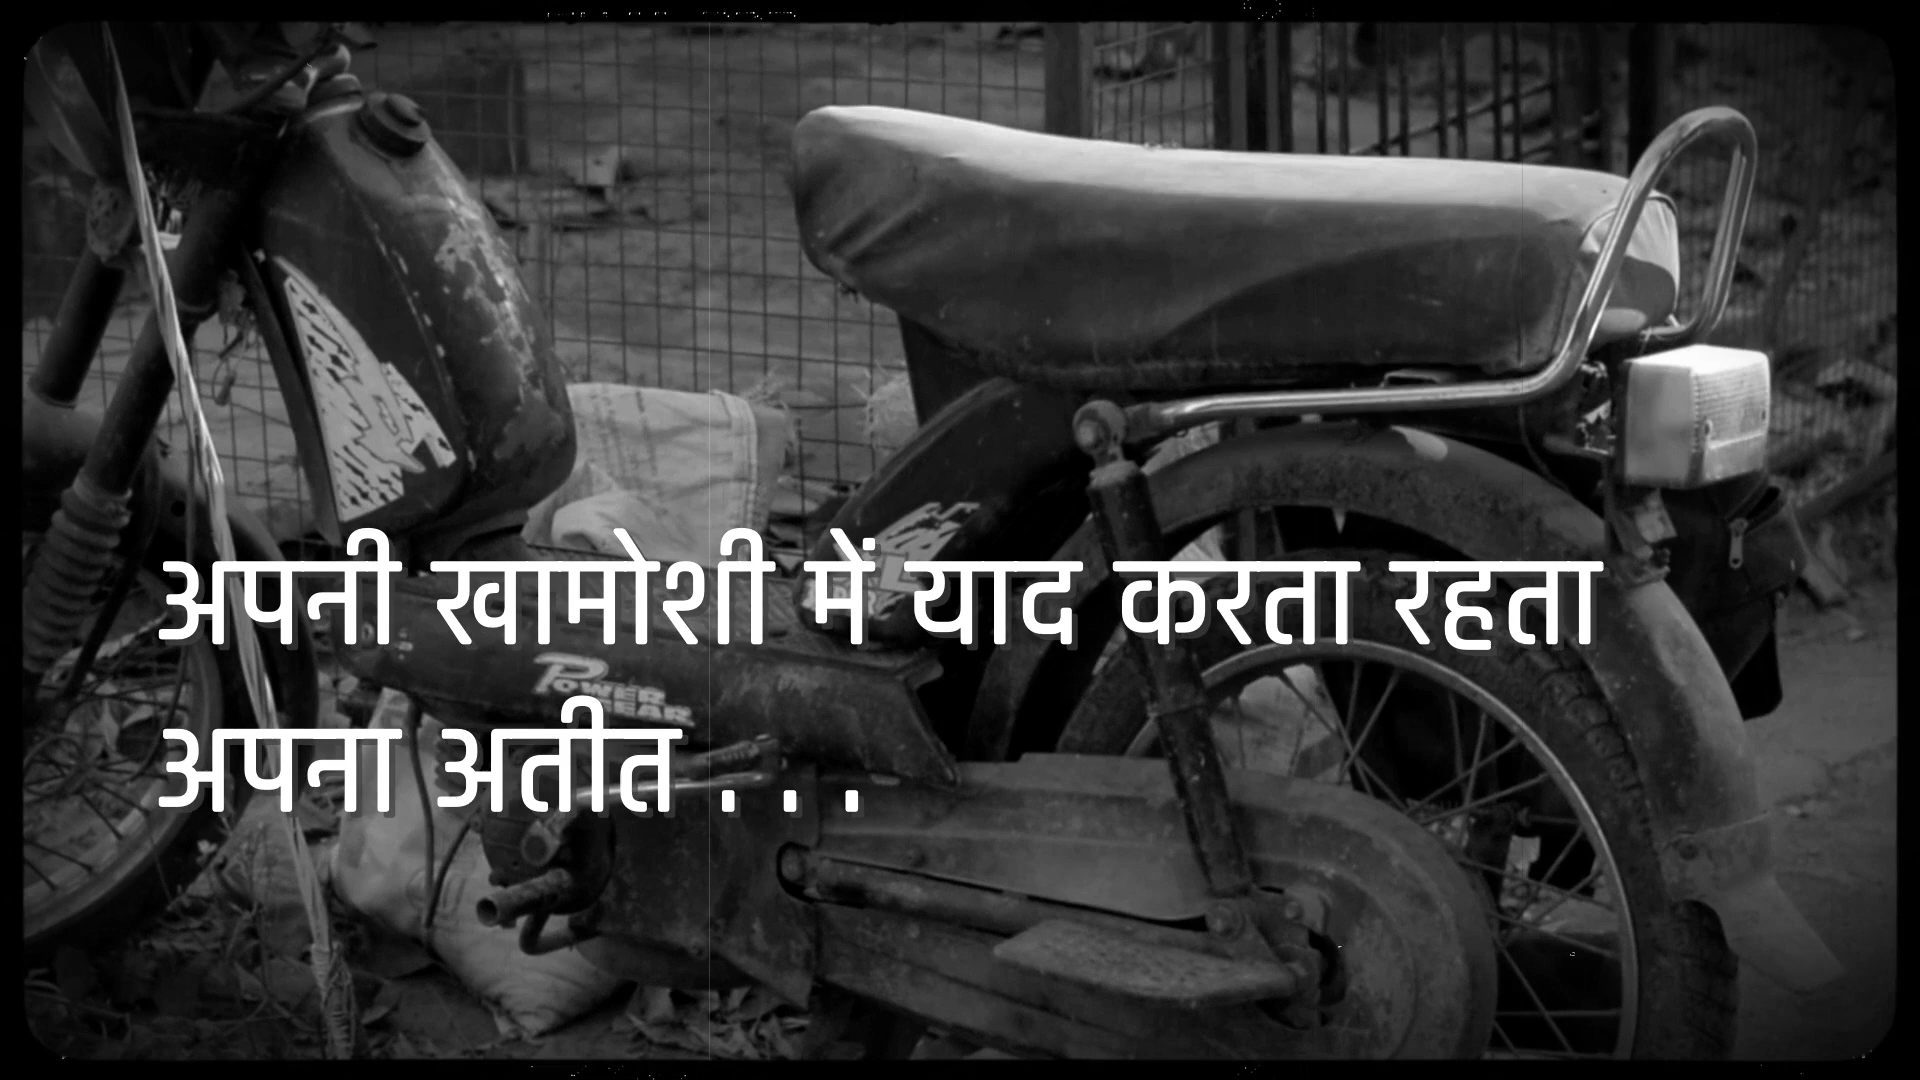 अपनी खामोशी में याद करता रहता
POWER
GEAR
अपना अतीत . . .